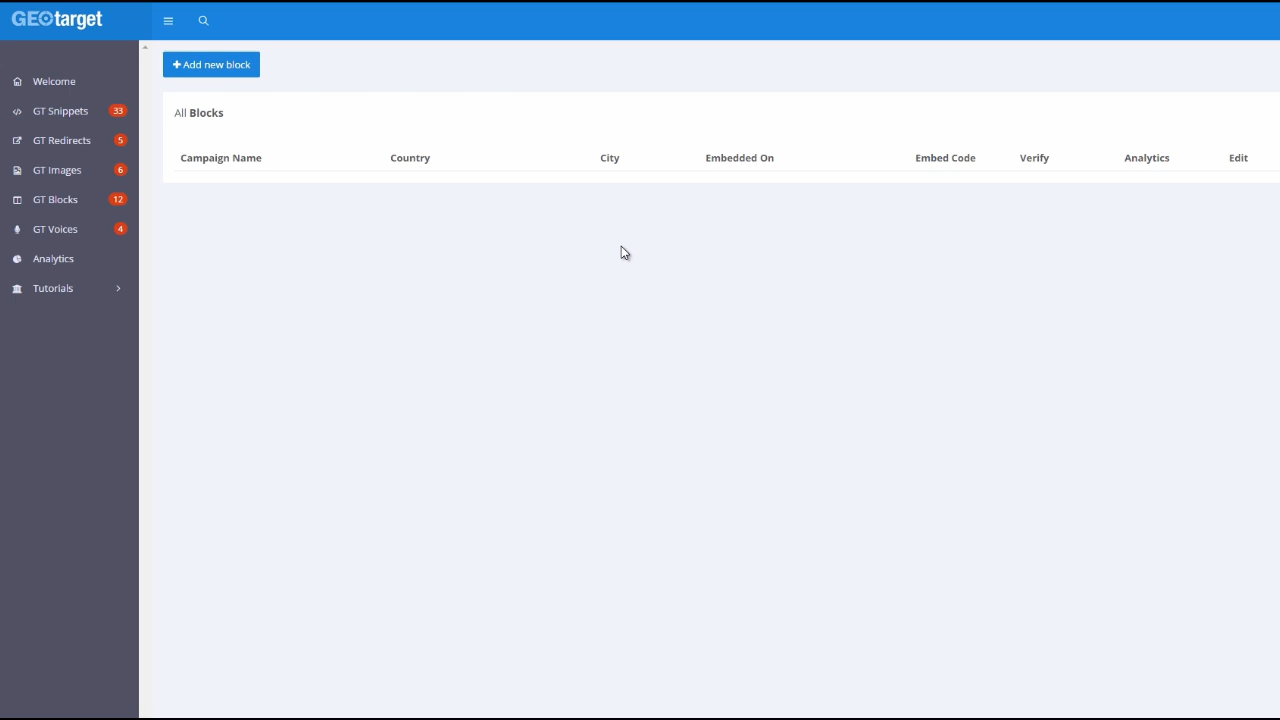 GEOtarget
Add new block
Welcome
GT Snippets 33
GT Redirects 5
GT Images 6
GT Blocks 12
GT Voices 4
Analytics
Tutorials
All Blocks
Campaign Name Country City Embedded On Embed Code Verify Analytics Edit